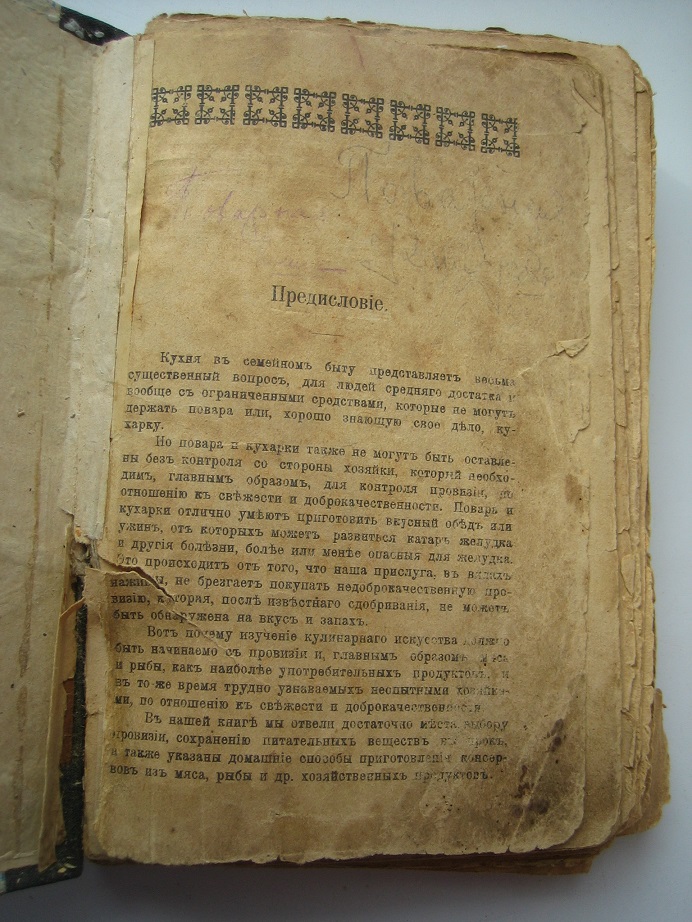 Поварская
Предисловіе.
Кухня въ семейномъ быту представляетъ весьма
существенный вопросъ, для людей средняго достатка и
вообще съ ограниченными средствами, которые не могутъ
держать повара или, хорошо знающую свое дѣло, ку-
харку.
Но повара и кухарки также не могутъ быть оставле-
ны безъ контроля со стороны хозяйки, который необхо-
димъ, главнымъ образомъ, для контроля провизіи, по
отношенію къ свѣжести и доброкачественности. Поваръ и
кухарки отлично умѣютъ приготовить вкусный обѣдъ или
ужинъ, отъ которыхъ можетъ развиться катаръ желудка
и другія болѣзни, болѣе или менѣе опасныя для желудка.
Это происходитъ отъ того, что наша прислуга, въ видахъ
наживы, не брезгаетъ покупать недоброкачественную про-
визію, которая, послѣ извѣстнаго сдобриванія, не можетъ
быть обнаружена на вкусъ и запахъ.
Вотъ почему изученіе кулинарнаго искусства должно
быть начинаемо съ провизіи и, главнымъ образомъ, мяса
и рыбы, какъ наиболѣе употребительныхъ продуктовъ, и
въ то же время трудно узнаваемыхъ неопытными хозяйка-
ми, по отношенію къ свѣжести и доброкачественности.
Въ нашей книгѣ мы отвели достаточно мѣста выбору
провизіи, сохраненію питательныхъ веществъ въ прокъ,
а также указаны домашніе способы приготовленія консер-
вовъ изъ мяса, рыбы и др. хозяйственныхъ продуктовъ.